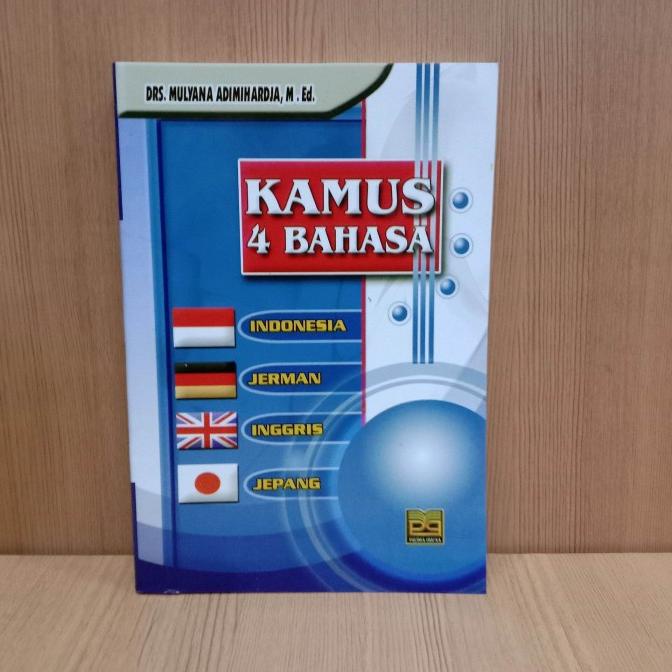 DRS. MULYANA ADIMIHARDJA, M . Ed.
KAMUS
4 BAHASA
INDONESIA
JERMAN
INGGRIS
JEPANG